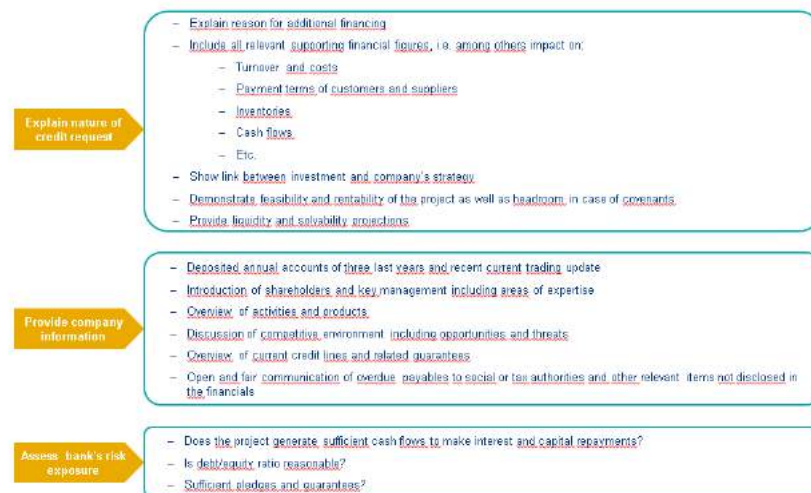 Explain nature of
credit request
– Explain reason for additional financing
– Include all relevant supporting financial figures, i.e. among others impact on:
– Turnover and costs
– Payment terms of customers and suppliers
– Inventories
– Cash flows
– Etc.
– Show link between investment and company's strategy
– Demonstrate feasibility and rentability of the project as well as headroom in case of covenants
– Provide liquidity and solvability projections
Provide company
information
– Deposited annual accounts of three last years and recent current trading update
– Introduction of shareholders and key management including areas of expertise
– Overview of activities and products
– Discussion of competitive environment including opportunities and threats
– Overview of current credit lines and related guarantees
– Open and fair communication of overdue payables to social or tax authorities and other relevant items not disclosed in
the financials
Assess bank's risk
exposure
– Does the project generate sufficient cash flows to make interest and capital repayments?
– Is debt/equity ratio reasonable?
– Sufficient pledges and guarantees?